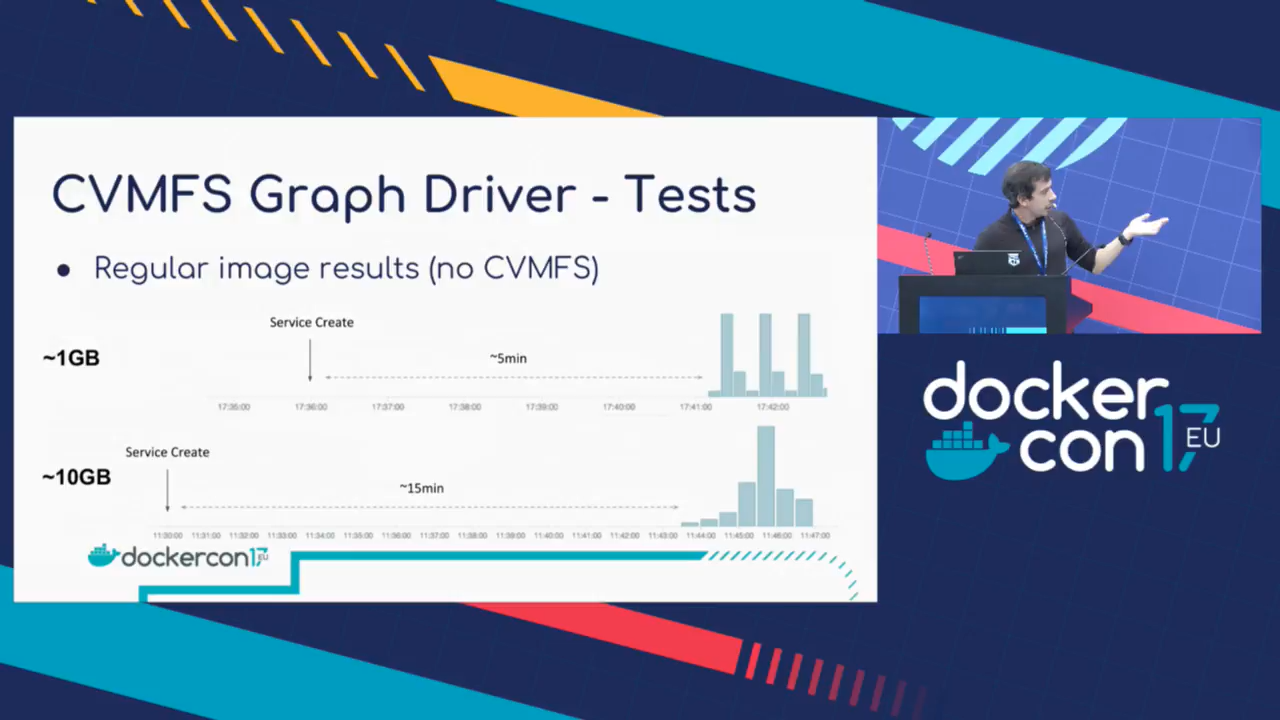 CVMFS Graph Driver - Tests
● Regular image results (no CVMFS)
Service Create
~1GB
~5min
17:35:00 17:36:00 17:37:00 17:38:00 17:39:00 17:40:00 17:41:00 17:42:00
Service Create
~10GB
~15min
11:30:00 11:31:00 11:32:00 11:33:00 11:34:00 11:35:00 11:36:00 11:37:00 11:38:00 11:39:00 11:40:00 11:41:00 11:42:00 11:43:00 11:44:00 11:45:00 11:46:00 11:47:00
dockercon17 EU
docker
con 17 EU